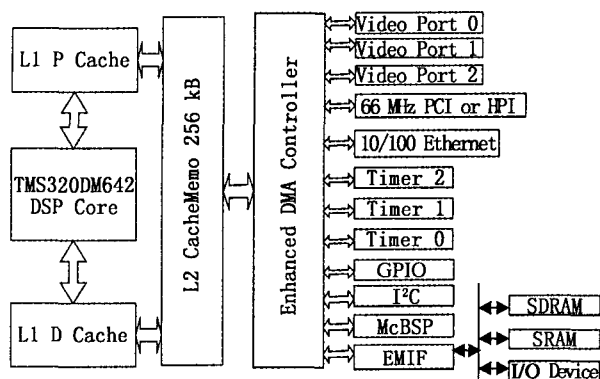 L1 P Cache
TMS320DM642
DSP Core
L1 D Cache
L2 CacheMemo 256 kB
Enhanced DMA Controller
Video Port 0
Video Port 1
Video Port 2
66 MHz PCI or HPI
10/100 Ethernet
Timer 2
Timer 1
Timer 0
GPIO
I²C
McBSP
EMIF
SDRAM
SRAM
I/O Device